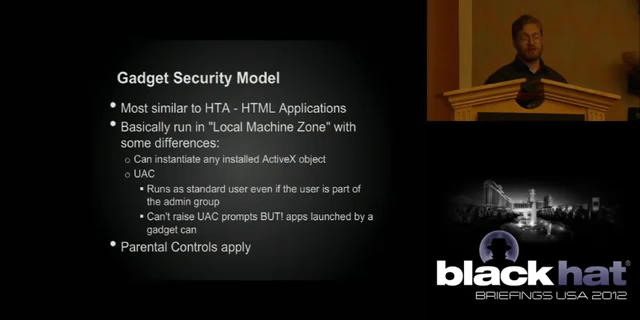 Gadget Security Model
• Most similar to HTA - HTML Applications
• Basically run in "Local Machine Zone" with
some differences:
○ Can instantiate any installed ActiveX object
○ UAC
▪ Runs as standard user even if the user is part of
the admin group
▪ Can't raise UAC prompts BUT! apps launched by a
gadget can
• Parental Controls apply
black hat®
BRIEFINGS USA 2012